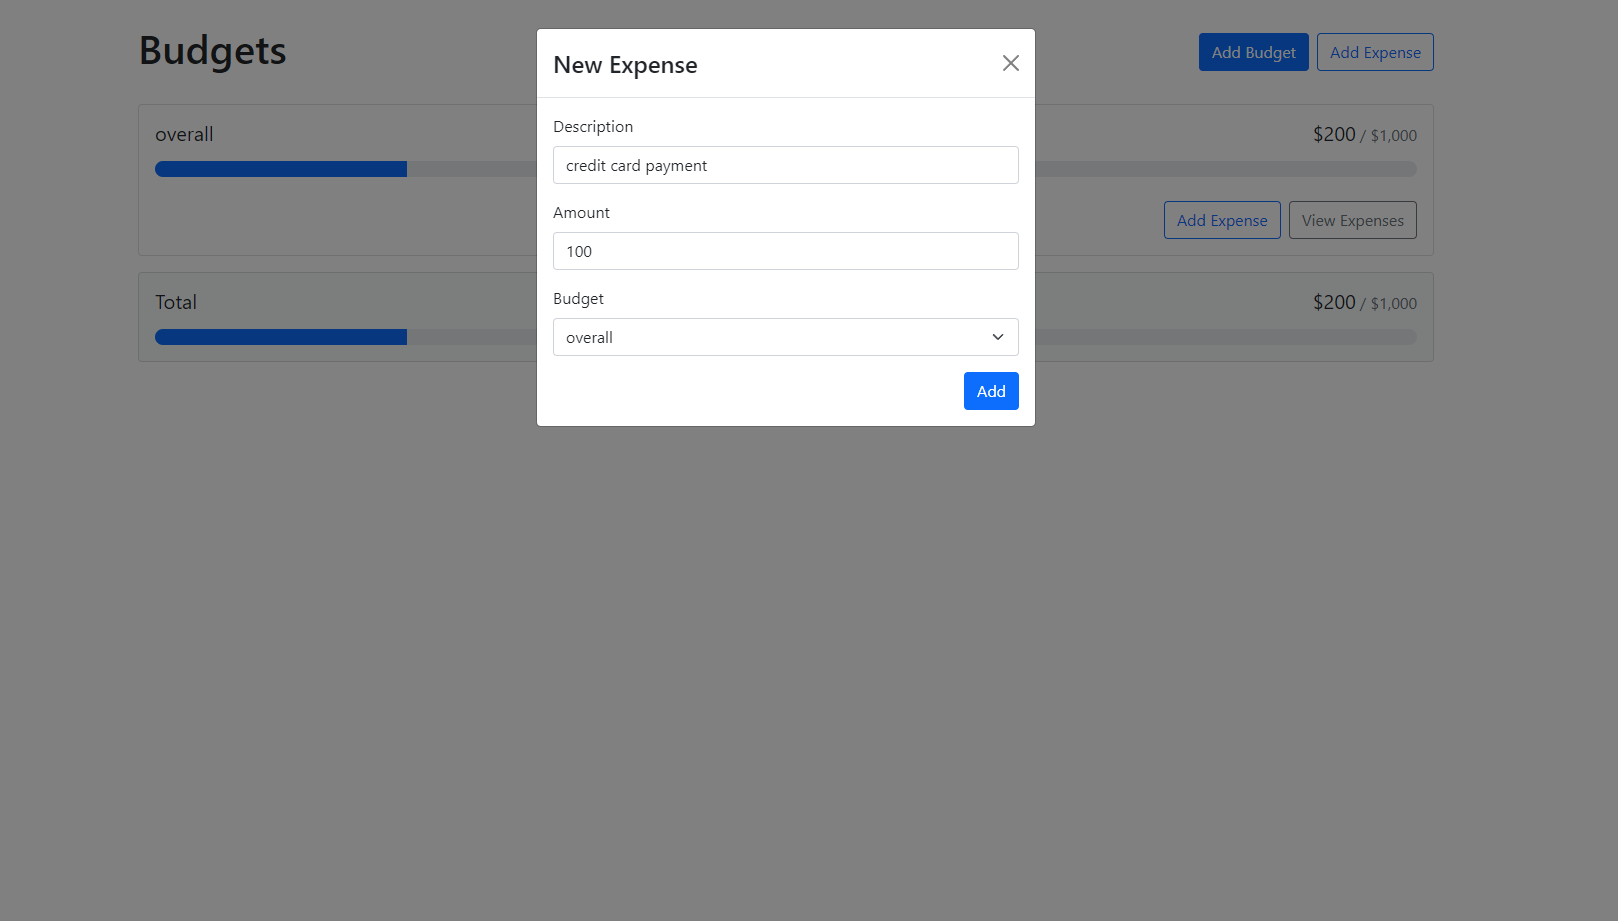 Budgets
Add Budget
Add Expense
overall
$200 / $1,000
Add Expense
View Expenses
Total
$200 / $1,000
New Expense
Description
credit card payment
Amount
100
Budget
overall
Add